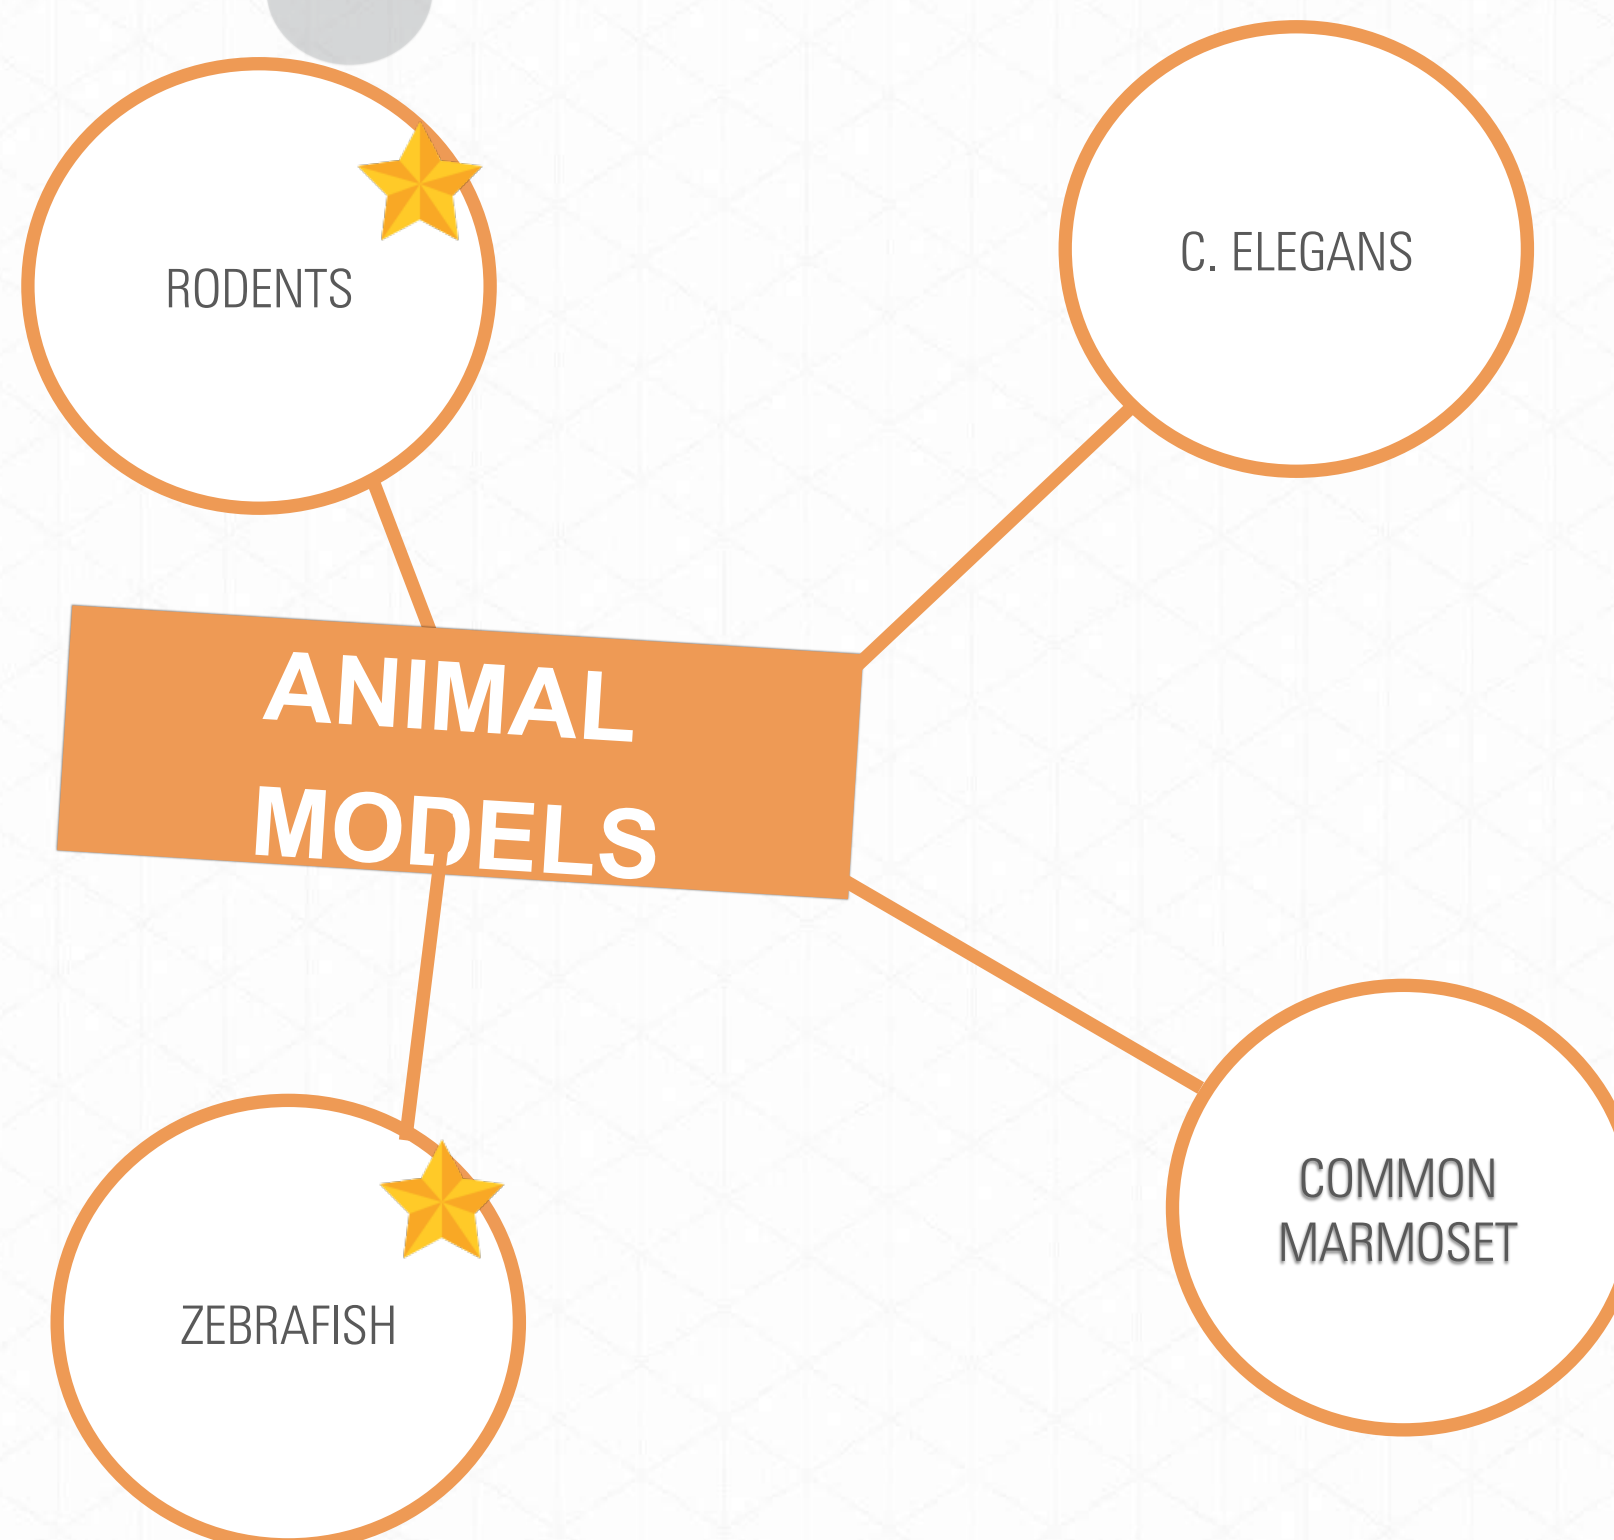 RODENTS
C. ELEGANS
ANIMAL
MODELS
ZEBRAFISH
COMMON
MARMOSET